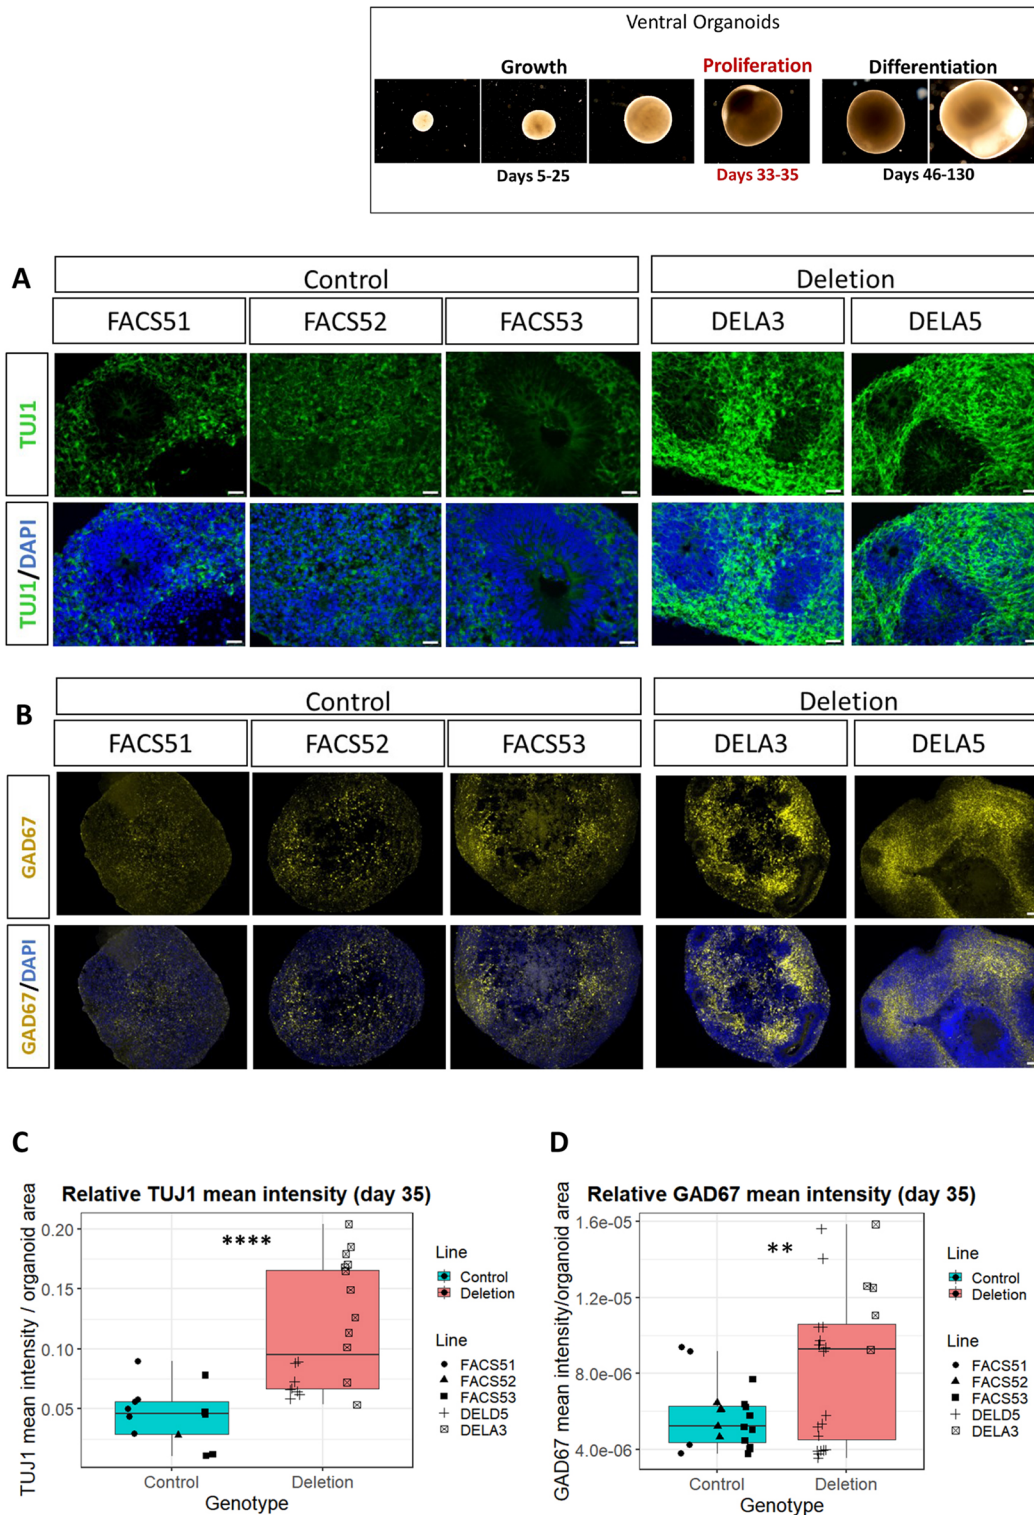 Ventral Organoids
Growth
Proliferation
Differentiation
Days 5-25
Days 33-35
Days 46-130
A
Control
Deletion
FACS51
FACS52
FACS53
DELA3
DELA5
TUJ1
TUJ1/DAPI
B
Control
Deletion
FACS51
FACS52
FACS53
DELA3
DELA5
GAD67
GAD67/DAPI
C
Relative TUJ1 mean intensity (day 35)
TUJ1 mean intensity / organoid area
0.20
0.15
0.10
0.05
****
Control
Deletion
Genotype
Line
Control
Deletion
Line
FACS51
FACS52
FACS53
DELD5
DELA3
D
Relative GAD67 mean intensity (day 35)
GAD67 mean intensity/organoid area
1.6e-05
1.2e-05
8.0e-06
4.0e-06
**
Control
Deletion
Genotype
Line
Control
Deletion
Line
FACS51
FACS52
FACS53
DELD5
DELA3